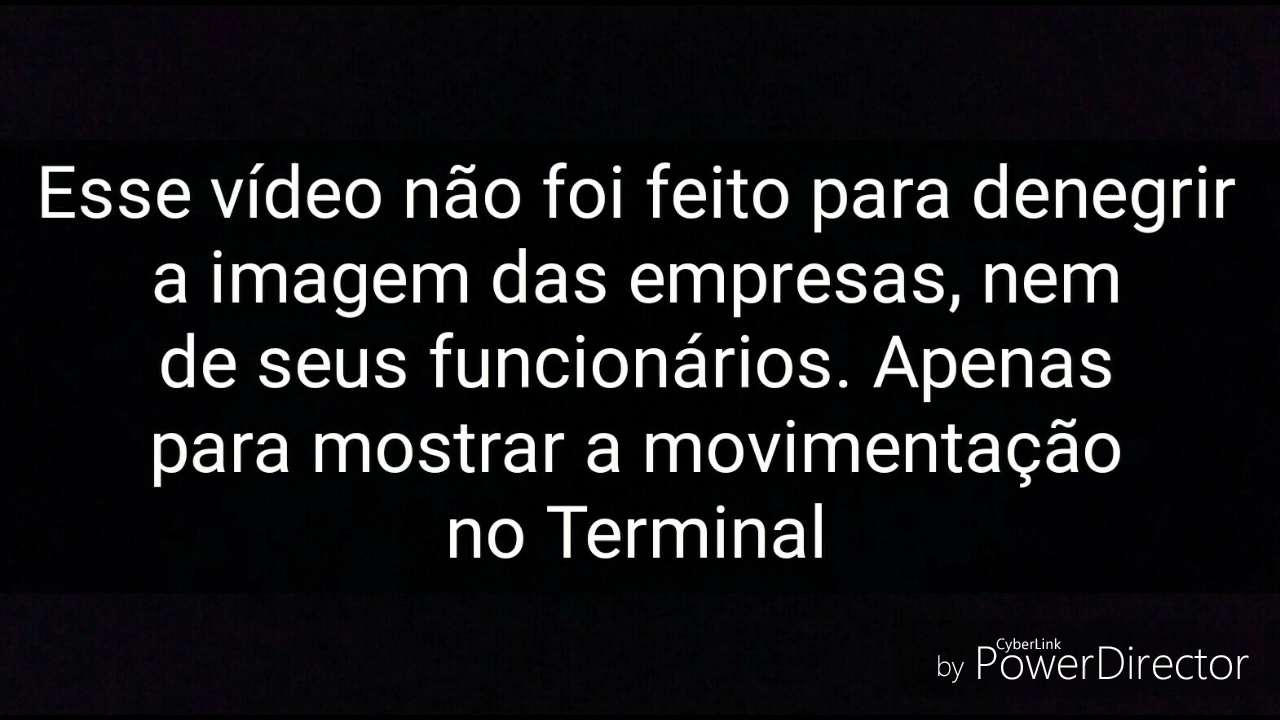 Esse vídeo não foi feito para denegrir
a imagem das empresas, nem
de seus funcionários. Apenas
para mostrar a movimentação
no Terminal
CyberLink
by PowerDirector